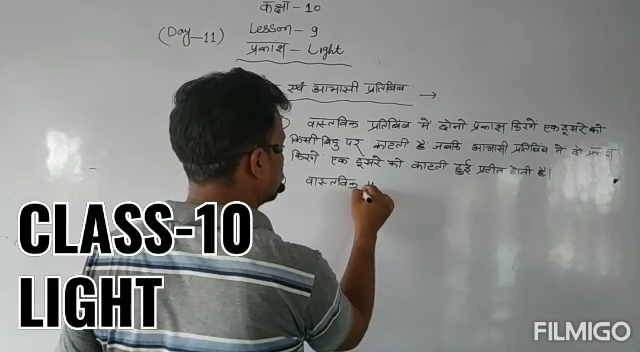 कक्षा - 10
(Day - 11) Lesson - 9
प्रकाश - Light
एवं आभासी प्रतिबिंब →
वास्तविक प्रतिबिंब में दोनो प्रकाश किरणें एक दूसरे को
किसी बिंदु पर काटती है जबकि आभासी प्रतिबिंब में दो
किरणें एक दूसरे को काटती हुई प्रतीत होती है।
वास्तविक
CLASS-10
LIGHT
FILMIGO